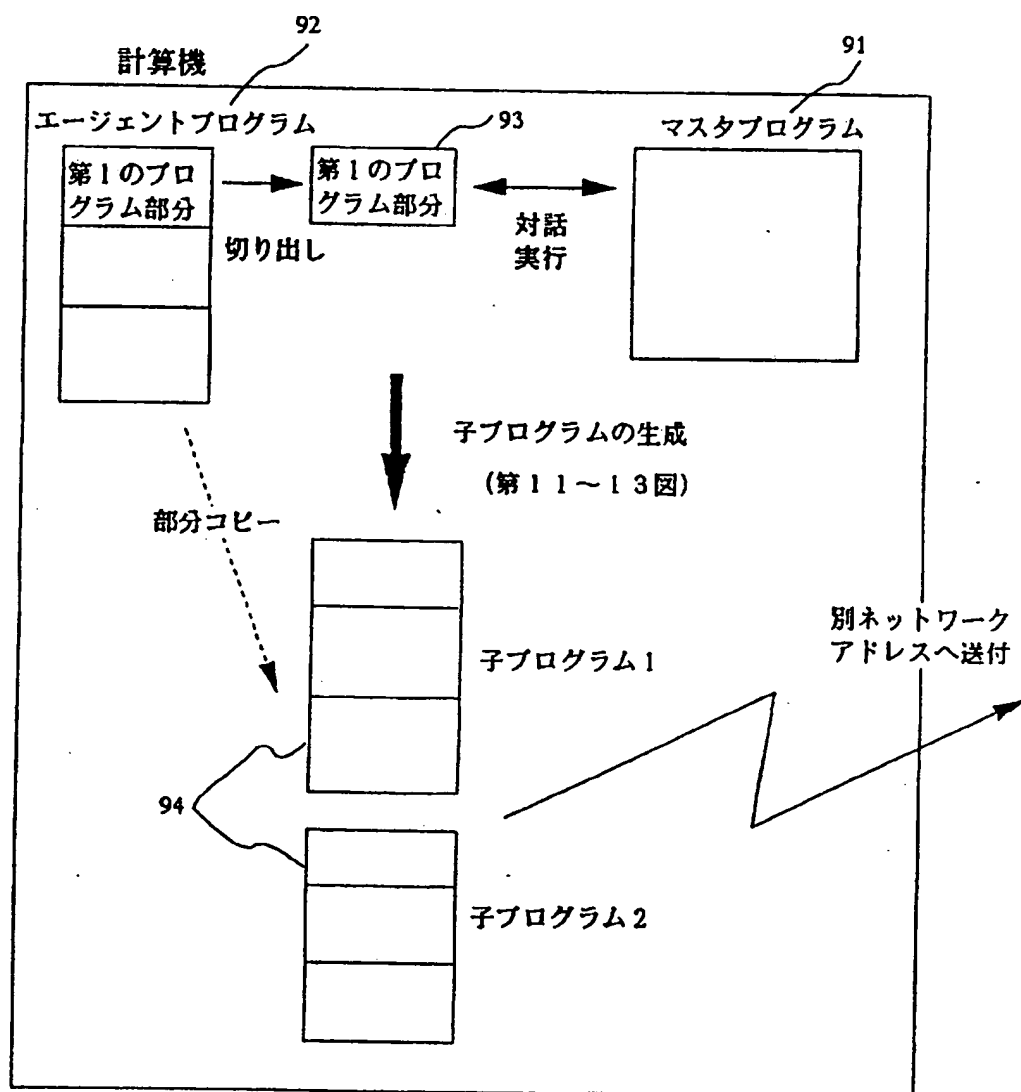 92
計算機
91
エージェントプログラム
93
マスタプログラム
第1のプロ
グラム部分
第1のプロ
グラム部分
切り出し
対話
実行
子プログラムの生成
(第11~13図)
部分コピー
別ネットワーク
アドレスへ送付
子プログラム1
94
子プログラム2